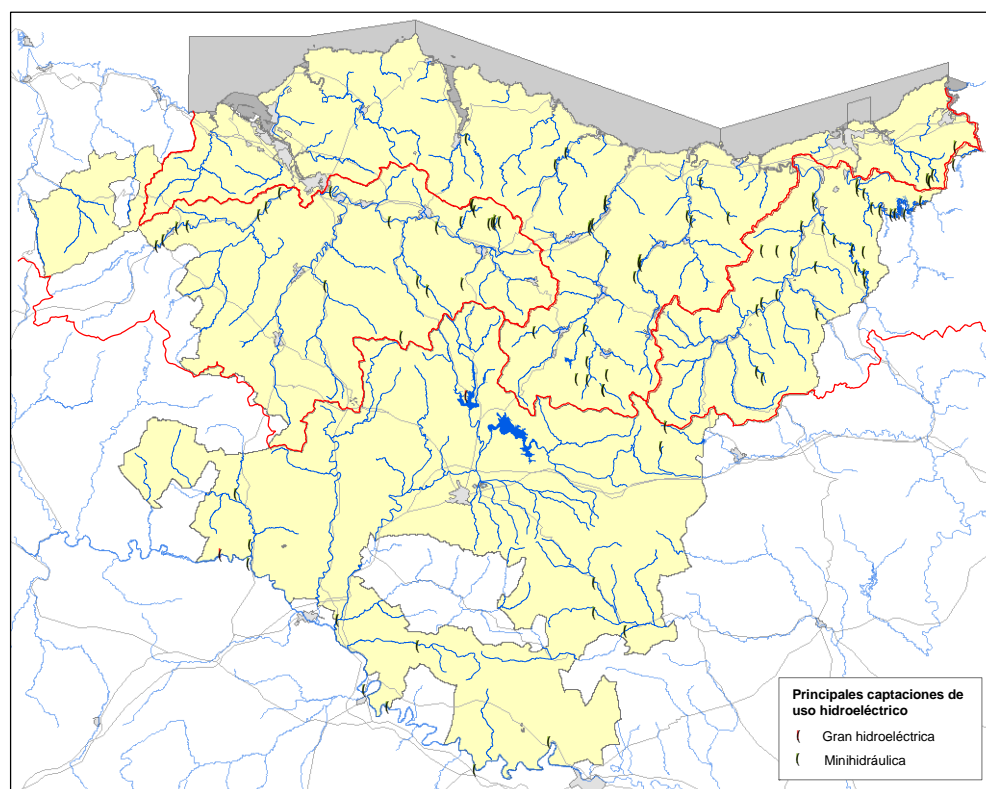 Principales captaciones de
uso hidroeléctrico
Gran hidroeléctrica
Minihidráulica